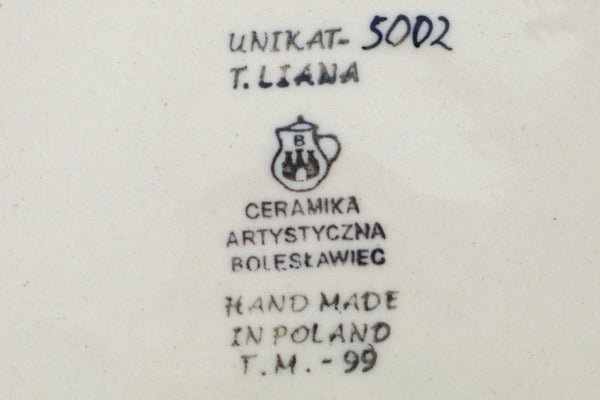 UNIKAT- 5002
T. LIANA
B
CERAMIKA
ARTYSTYCZNA
BOLESŁAWIEC
HAND MADE
IN POLAND
T.M. - 99